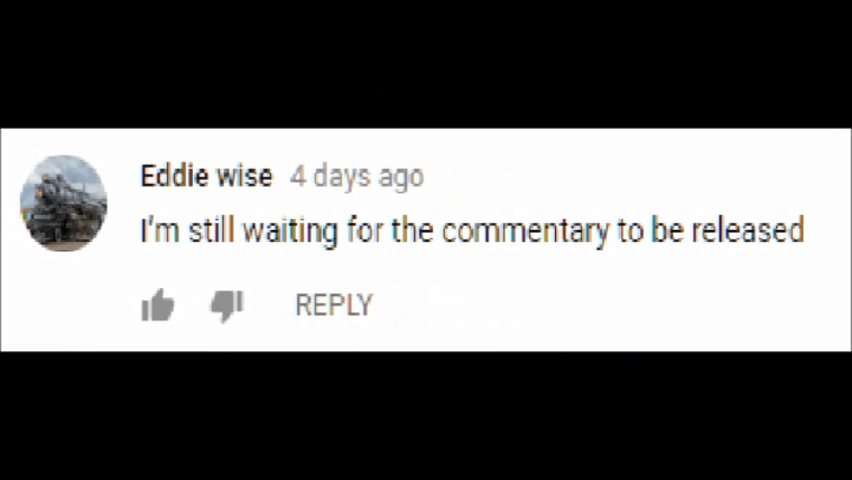 Eddie wise 4 days ago
I'm still waiting for the commentary to be released
REPLY